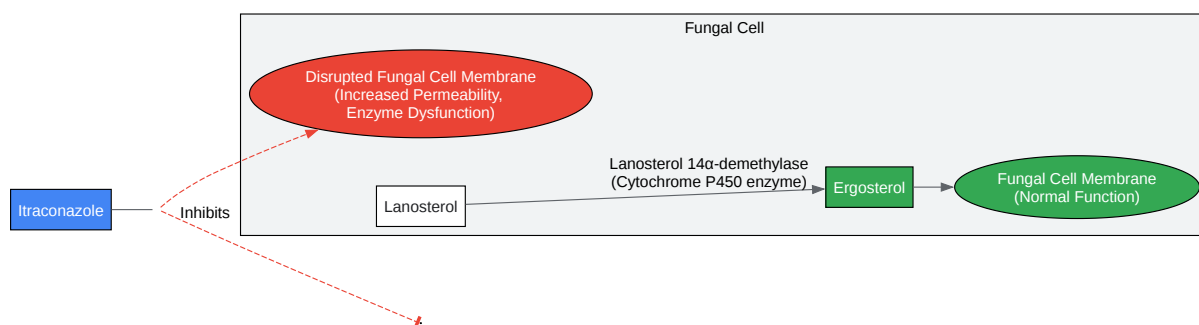 Fungal Cell
Disrupted Fungal Cell Membrane
(Increased Permeability,
Enzyme Dysfunction)
Lanosterol 14α-demethylase
(Cytochrome P450 enzyme)
Itraconazole
Inhibits
Lanosterol
Ergosterol
Fungal Cell Membrane
(Normal Function)